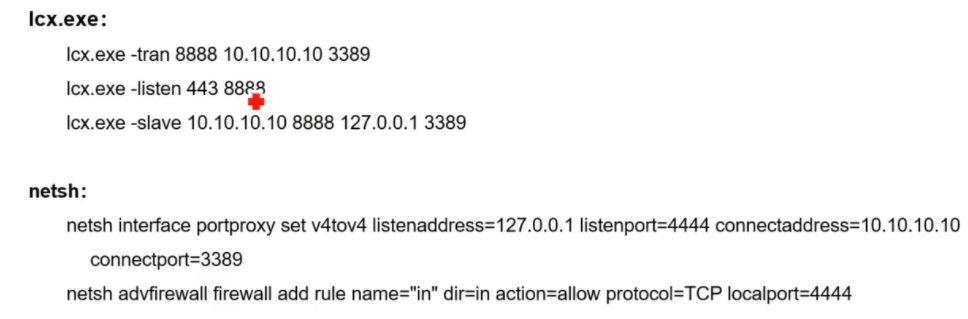 lcx.exe:
lcx.exe -tran 8888 10.10.10.10 3389
lcx.exe -listen 443 8888
lcx.exe -slave 10.10.10.10 8888 127.0.0.1 3389
netsh:
netsh interface portproxy set v4tov4 listenaddress=127.0.0.1 listenport=4444 connectaddress=10.10.10.10
connectport=3389
netsh advfirewall firewall add rule name="in" dir=in action=allow protocol=TCP localport=4444